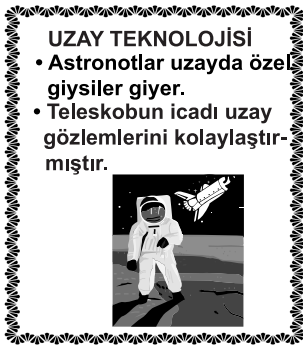 UZAY TEKNOLOJİSİ
• Astronotlar uzayda özel
giysiler giyer.
• Teleskobun icadı uzay
gözlemlerini kolaylaştır-
mıştır.